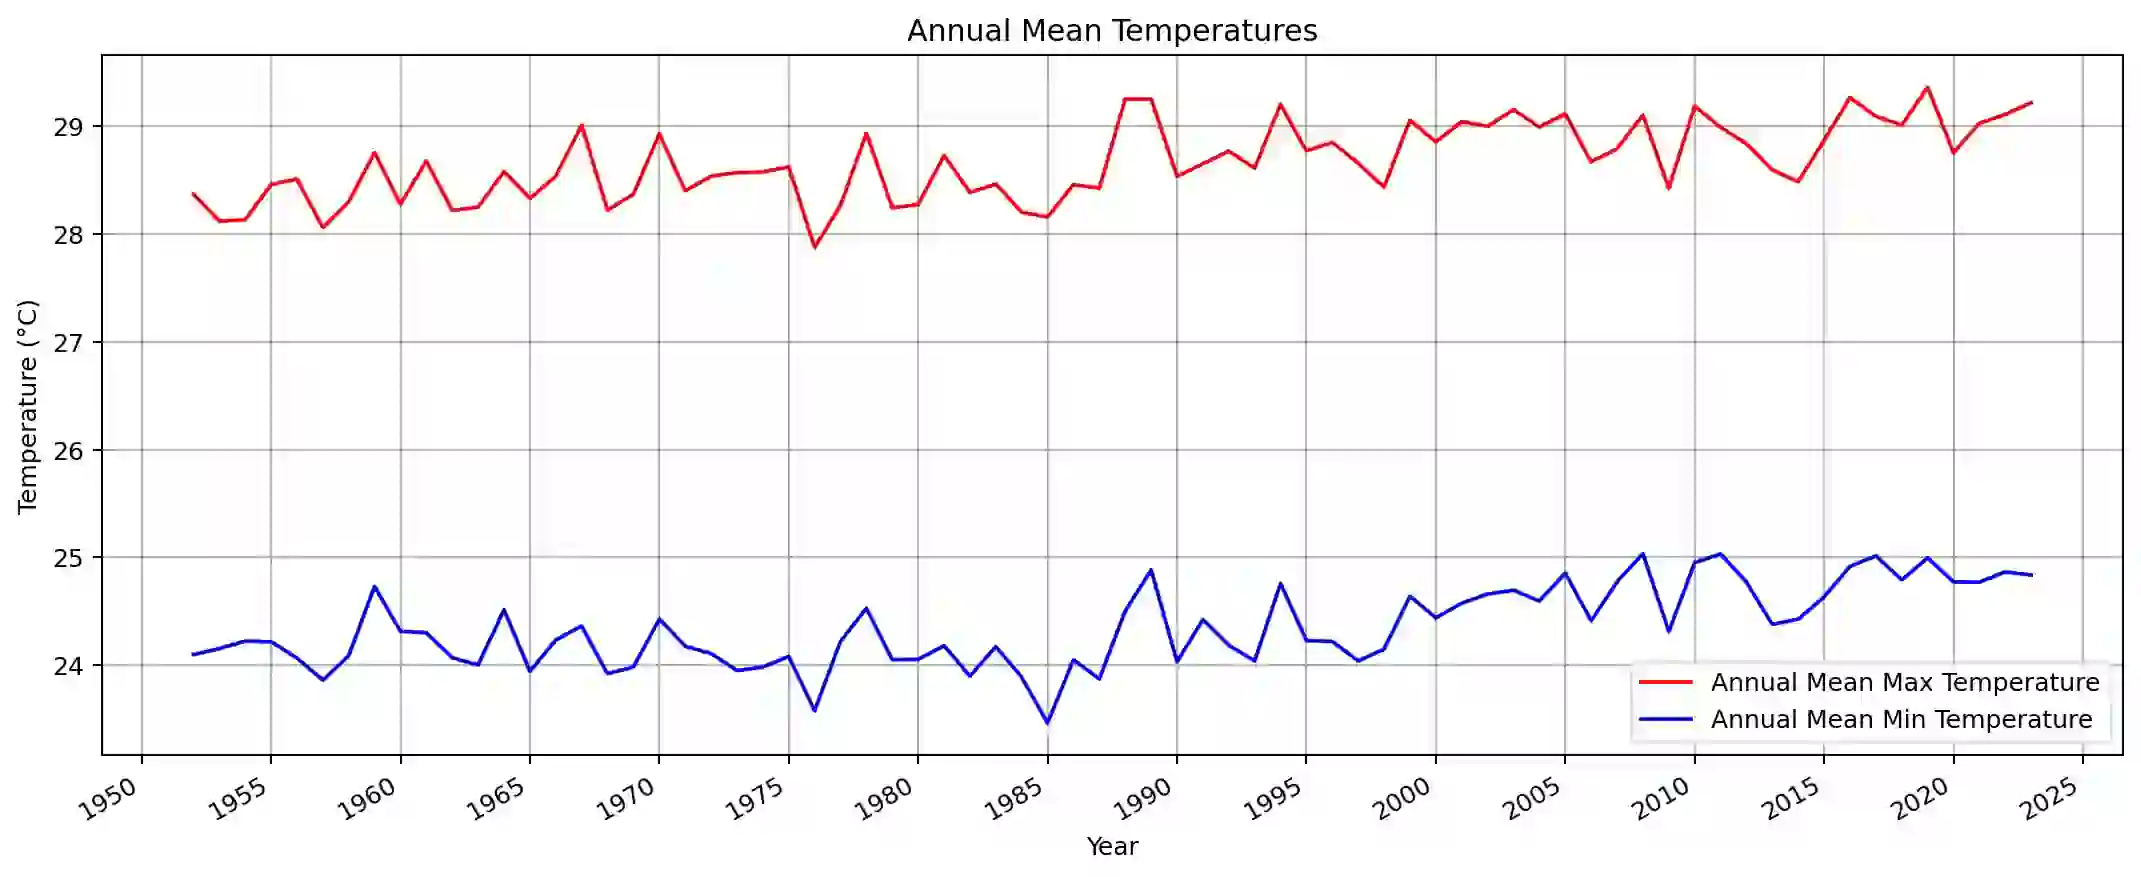 Annual Mean Temperatures
Temperature (°C)
29
28
27
26
25
24
Annual Mean Max Temperature
Annual Mean Min Temperature
1950 1955 1960 1965 1970 1975 1980 1985 1990 1995 2000 2005 2010 2015 2020 2025
Year